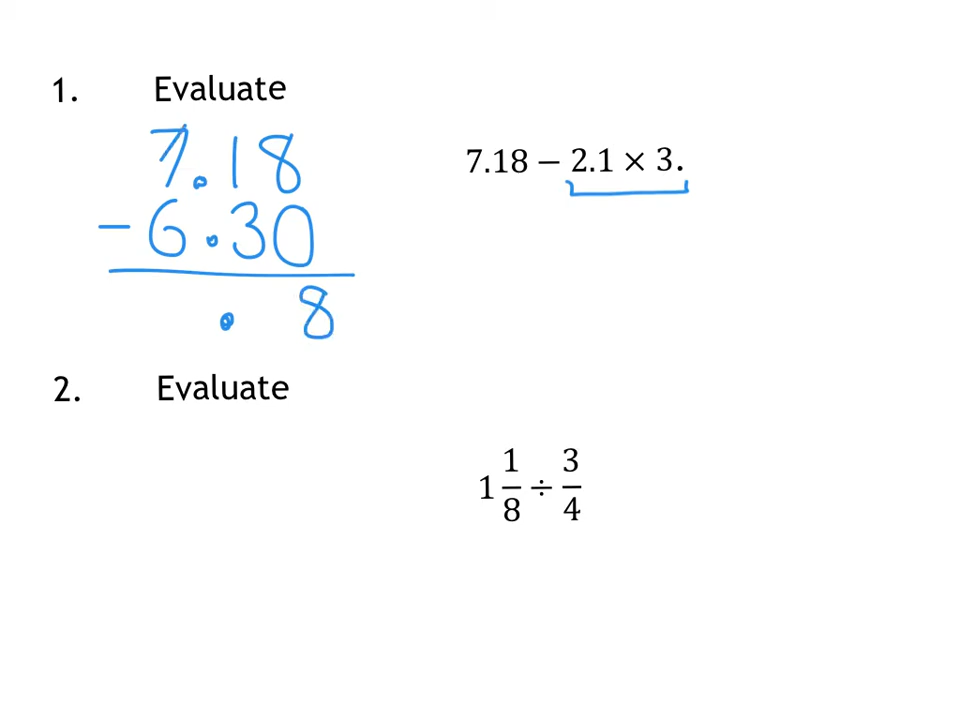 1. Evaluate
7.18 − 2.1 × 3.
7.18
− 6.30
. 8
2. Evaluate
1 1/8 ÷ 3/4